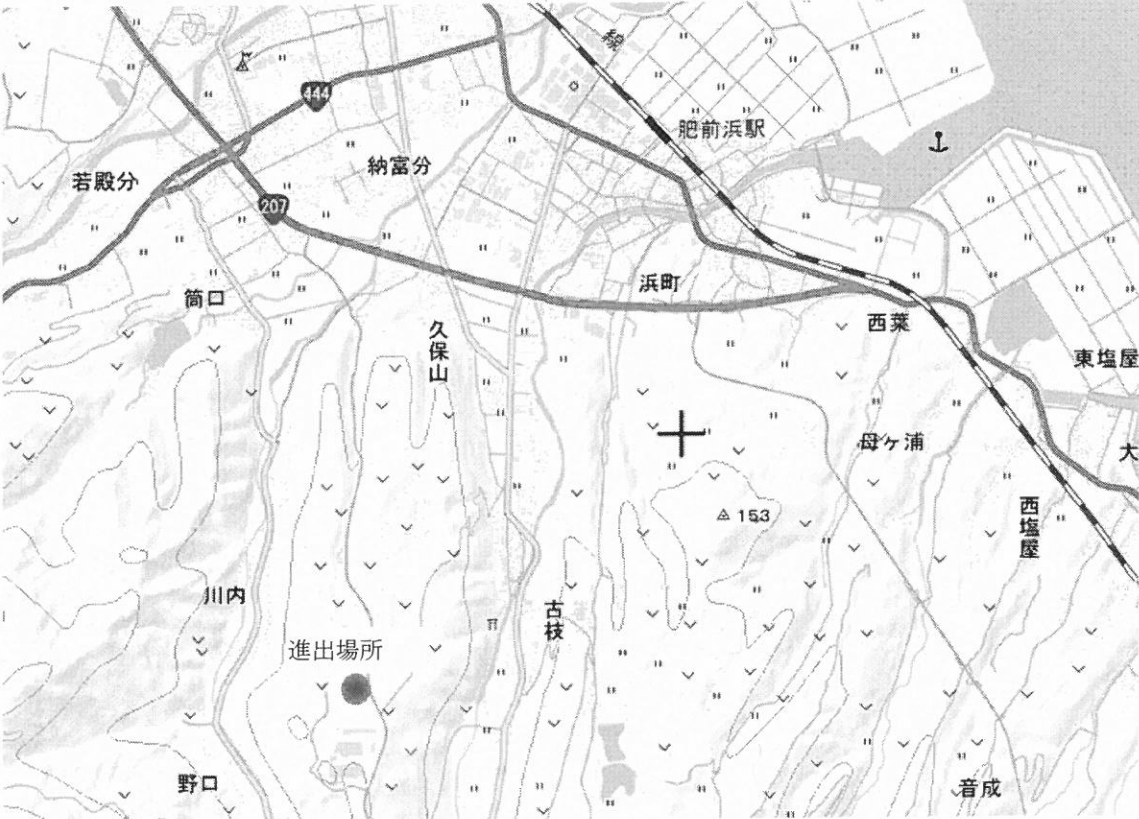 線
444
肥前浜駅
納富分
若殿分
207
筒口
浜町
西葉
久保山
東塩屋
母ヶ浦
大
153
西塩屋
川内
古枝
進出場所
野口
音成